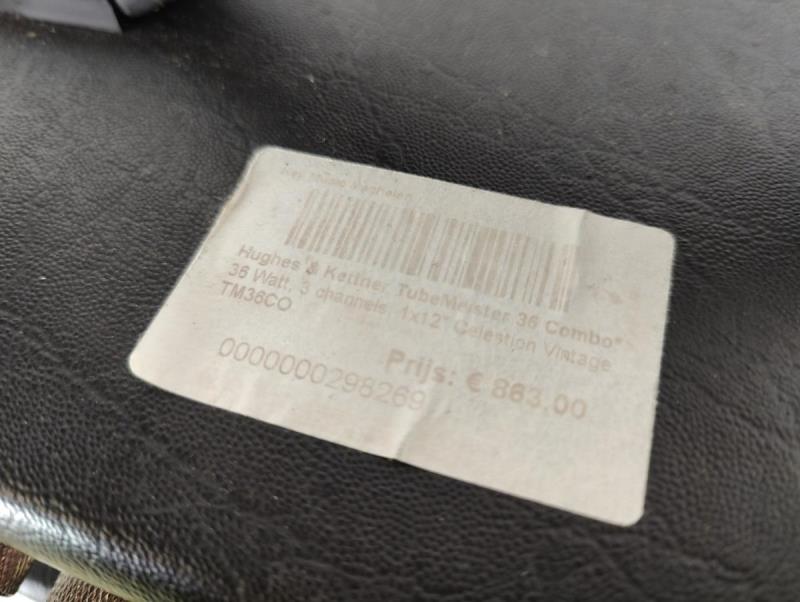 Hughes & Kettner TubeMeister 36 Combo*
36 Watt, 3 channels, 1x12" Celestion Vintage
TM36CO
Prijs: € 863,00
0000000298269